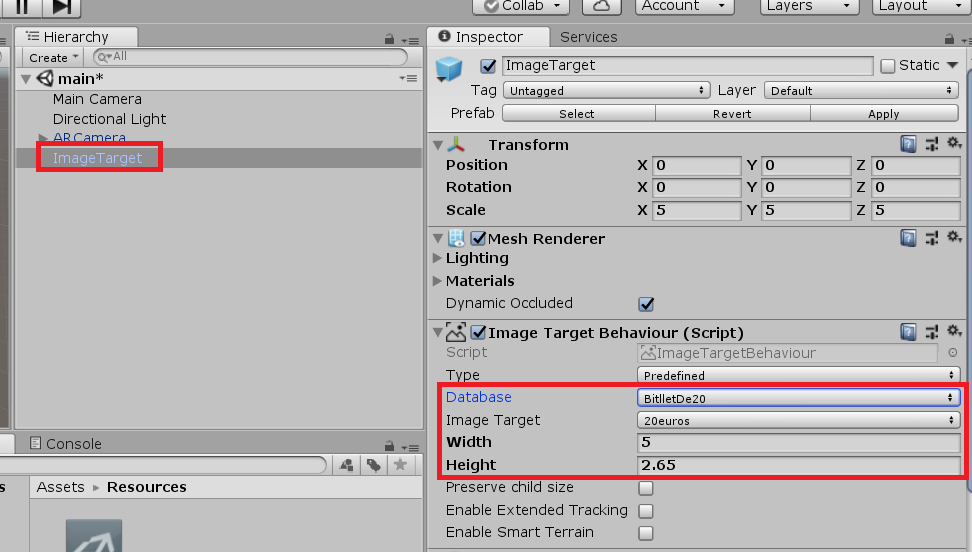 Collab
Account
Layers
Layout
Hierarchy
Create
All
main*
Main Camera
Directional Light
ARCamera
ImageTarget
Console
Assets
Resources
Inspector
Services
ImageTarget
Static
Tag
Untagged
Layer
Default
Prefab
Select
Revert
Apply
Transform
Position X 0 Y 0 Z 0
Rotation X 0 Y 0 Z 0
Scale X 5 Y 5 Z 5
Mesh Renderer
Lighting
Materials
Dynamic Occluded
Image Target Behaviour (Script)
Script ImageTargetBehaviour
Type Predefined
Database BitlletDe20
Image Target 20euros
Width 5
Height 2.65
Preserve child size
Enable Extended Tracking
Enable Smart Terrain